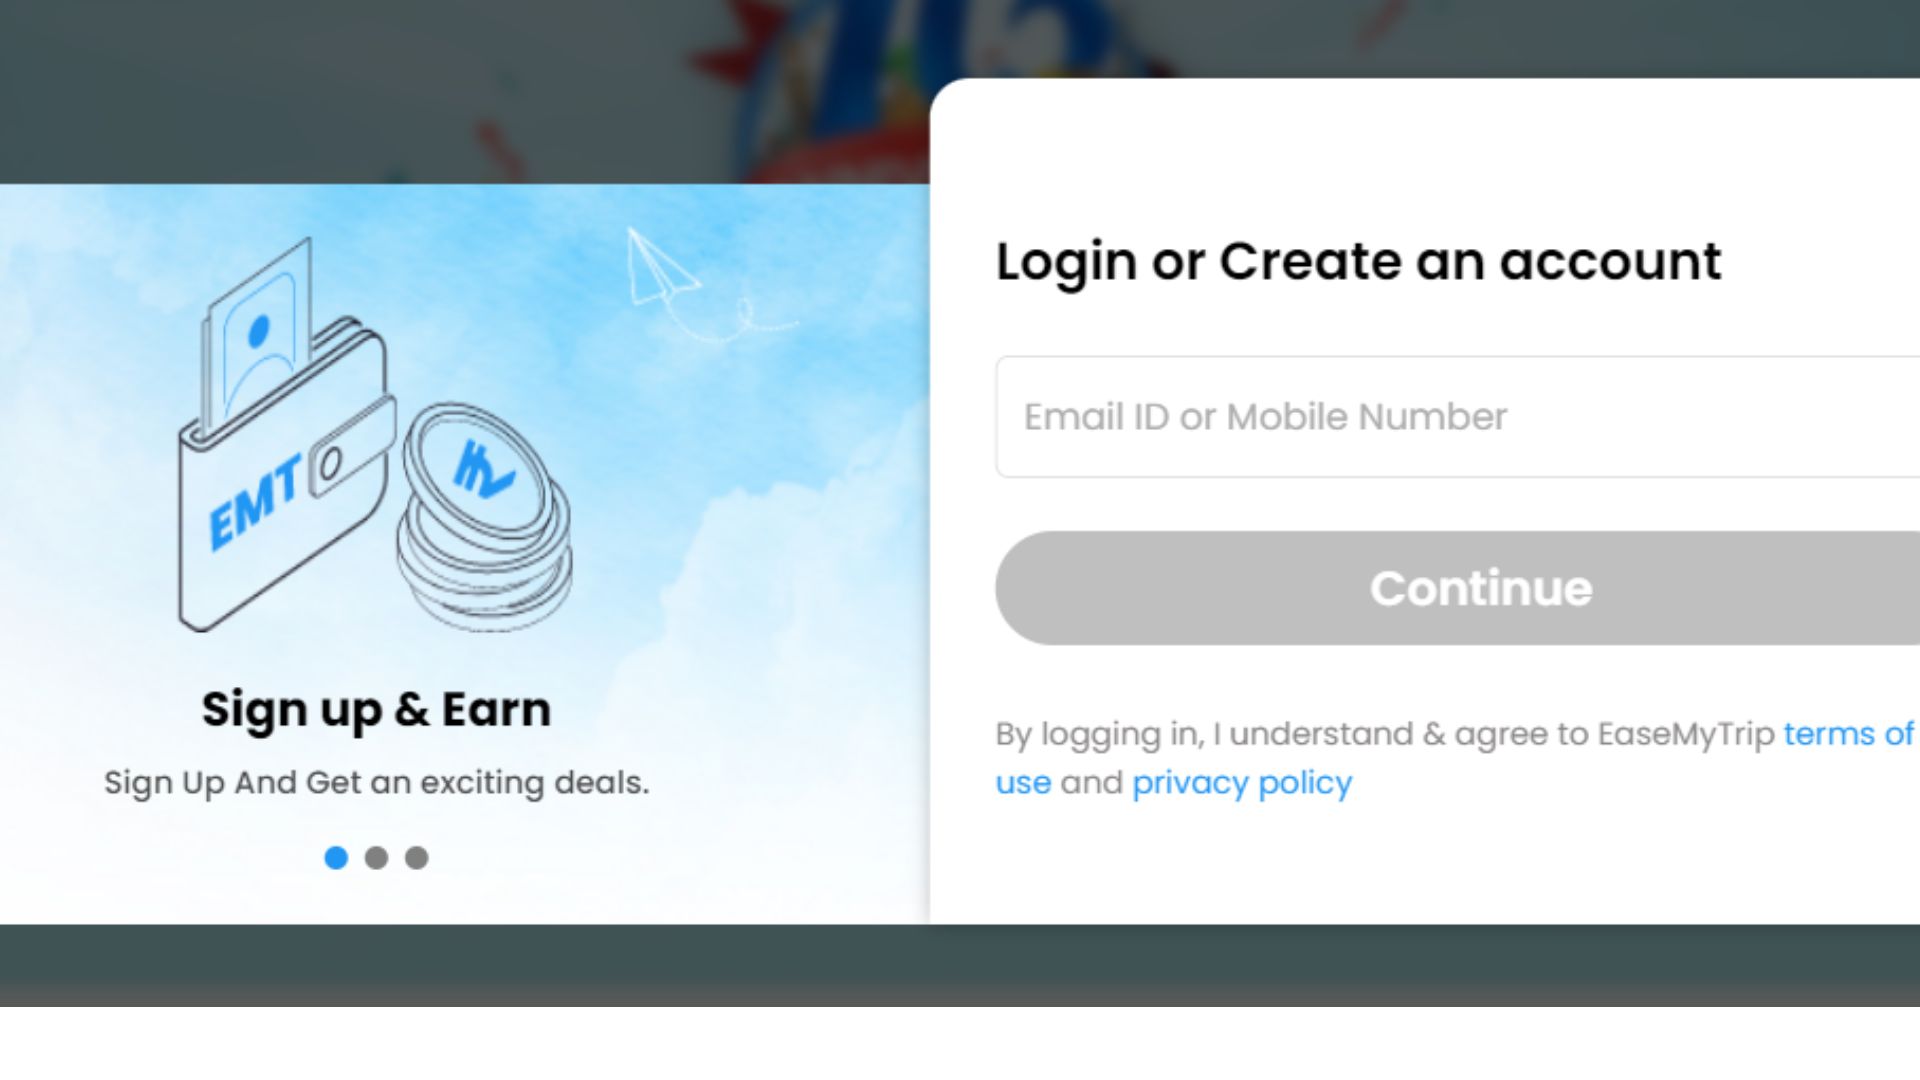 EMT
Sign up & Earn
Sign Up And Get an exciting deals.
Login or Create an account
Email ID or Mobile Number
Continue
By logging in, I understand & agree to EaseMyTrip terms of
use and privacy policy